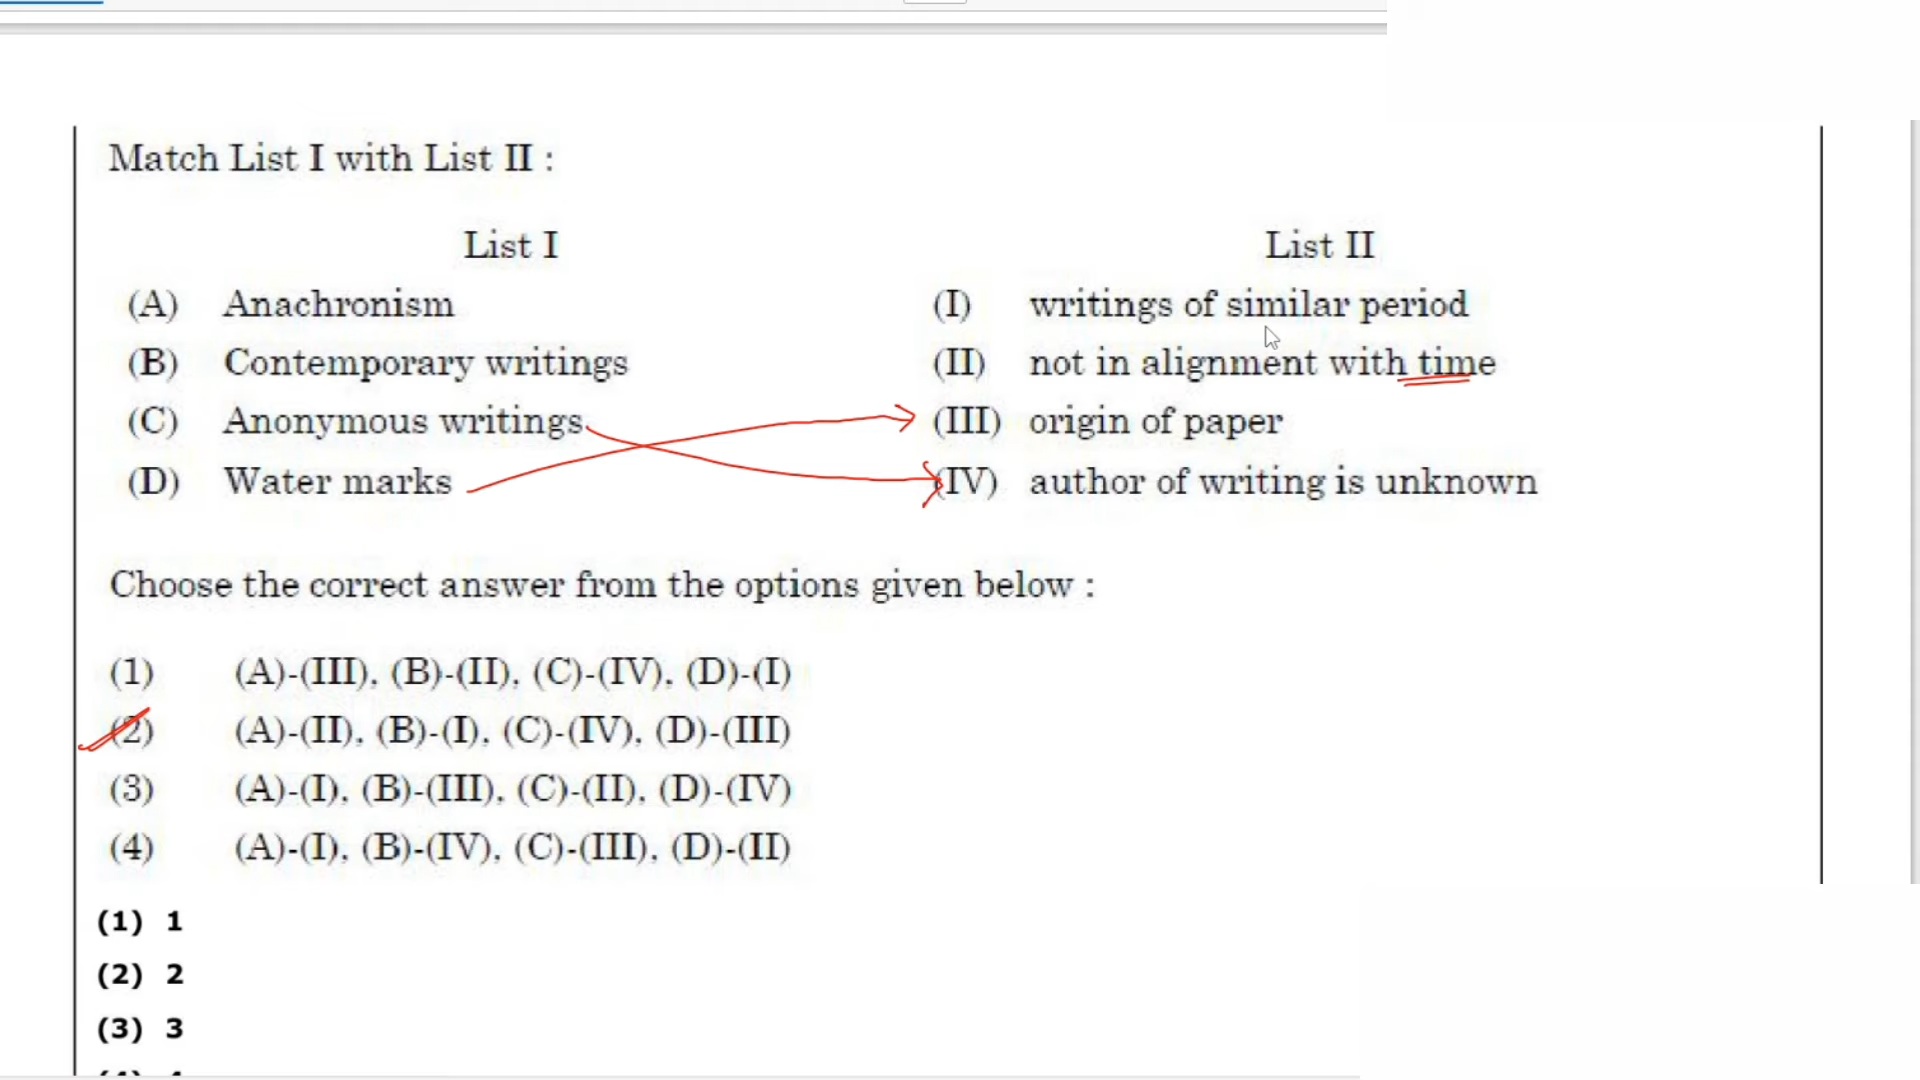 Match List I with List II :
List I List II
(A) Anachronism (I) writings of similar period
(B) Contemporary writings (II) not in alignment with time
(C) Anonymous writings (III) origin of paper
(D) Water marks (IV) author of writing is unknown
Choose the correct answer from the options given below :
(1) (A)-(III), (B)-(II), (C)-(IV), (D)-(I)
(2) (A)-(II), (B)-(I), (C)-(IV), (D)-(III)
(3) (A)-(I), (B)-(III), (C)-(II), (D)-(IV)
(4) (A)-(I), (B)-(IV), (C)-(III), (D)-(II)
(1) 1
(2) 2
(3) 3